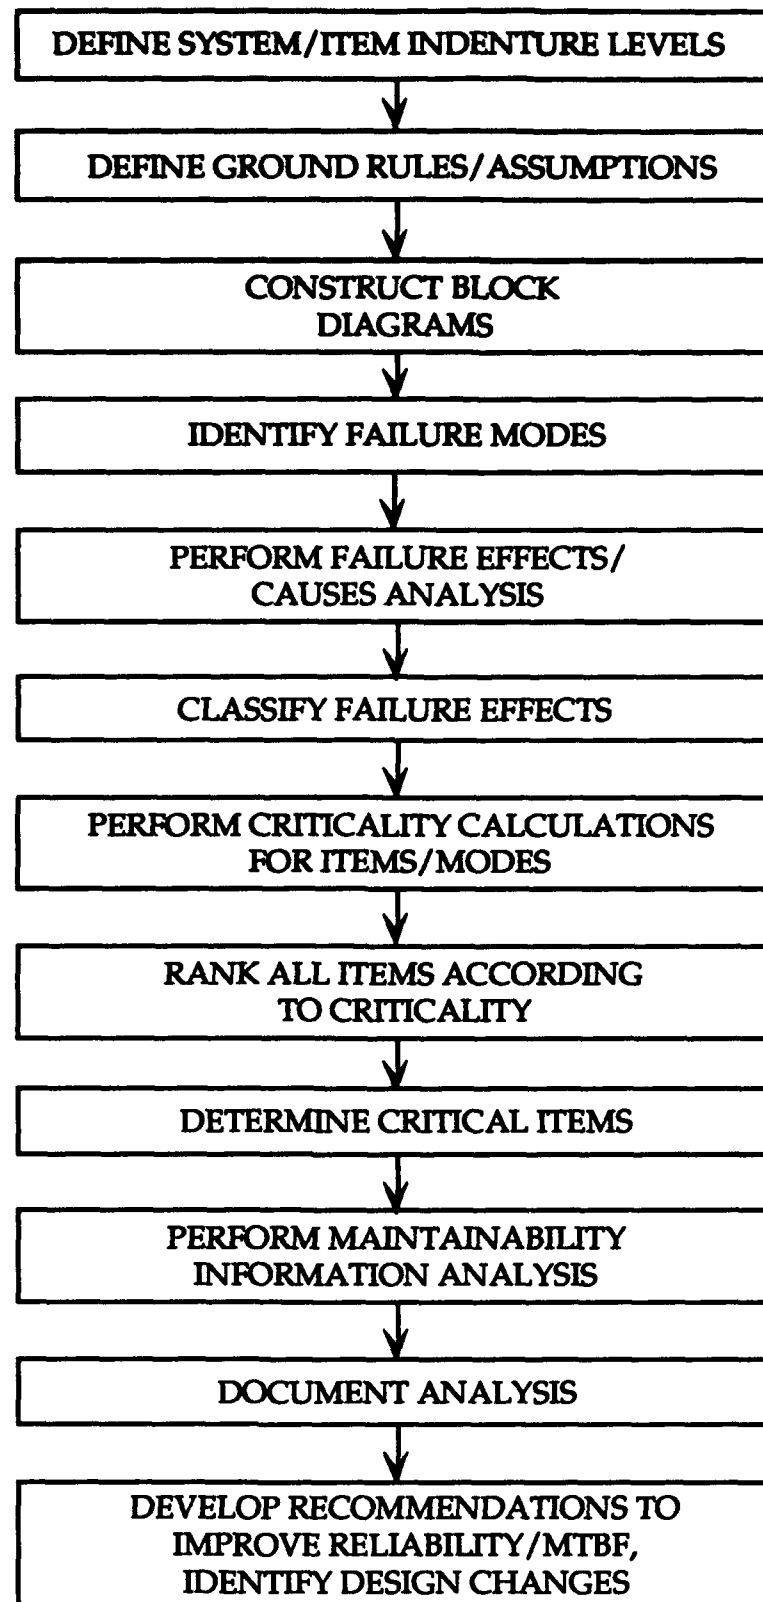 DEFINE SYSTEM/ITEM INDENTURE LEVELS
DEFINE GROUND RULES/ASSUMPTIONS
CONSTRUCT BLOCK
DIAGRAMS
IDENTIFY FAILURE MODES
PERFORM FAILURE EFFECTS/
CAUSES ANALYSIS
CLASSIFY FAILURE EFFECTS
PERFORM CRITICALITY CALCULATIONS
FOR ITEMS/MODES
RANK ALL ITEMS ACCORDING
TO CRITICALITY
DETERMINE CRITICAL ITEMS
PERFORM MAINTAINABILITY
INFORMATION ANALYSIS
DOCUMENT ANALYSIS
DEVELOP RECOMMENDATIONS TO
IMPROVE RELIABILITY/MTBF,
IDENTIFY DESIGN CHANGES